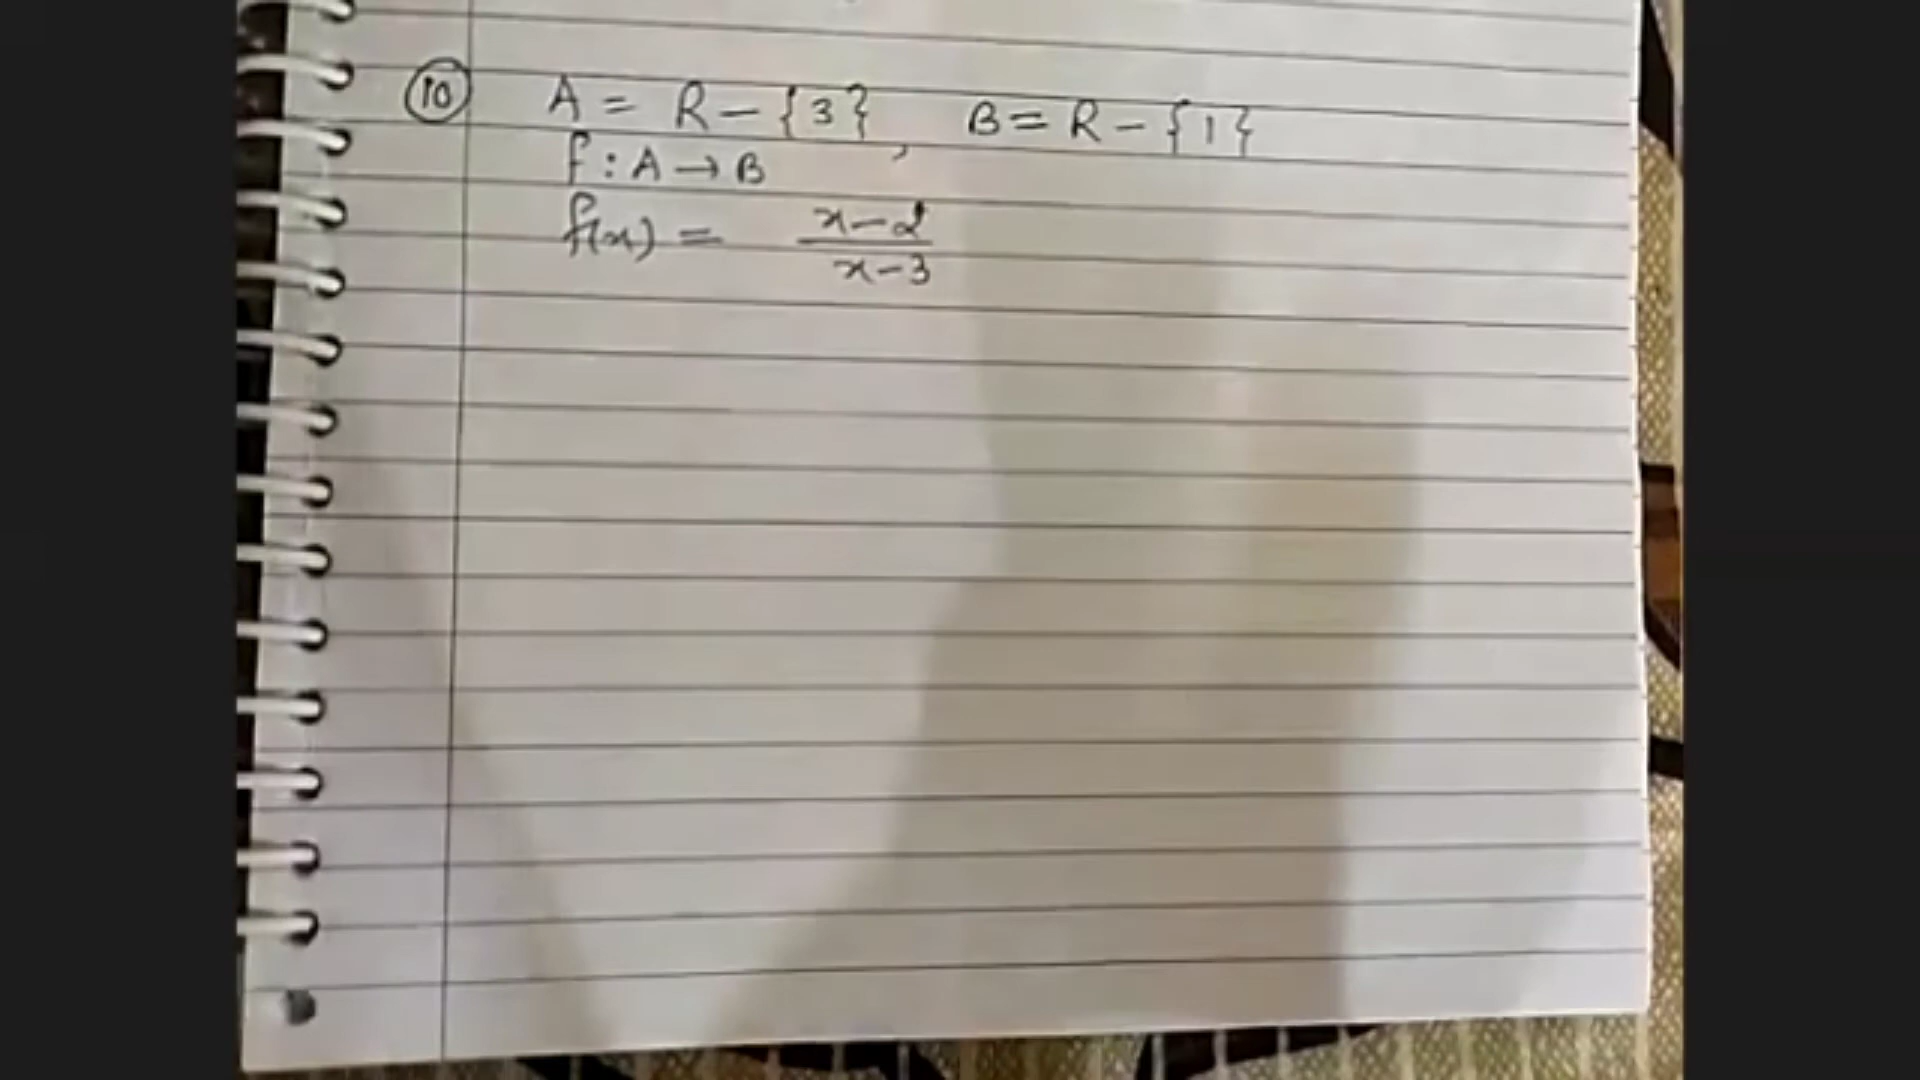 10 A = R - {3}, B = R - {1}
f : A → B
f(x) = x-2
x-3